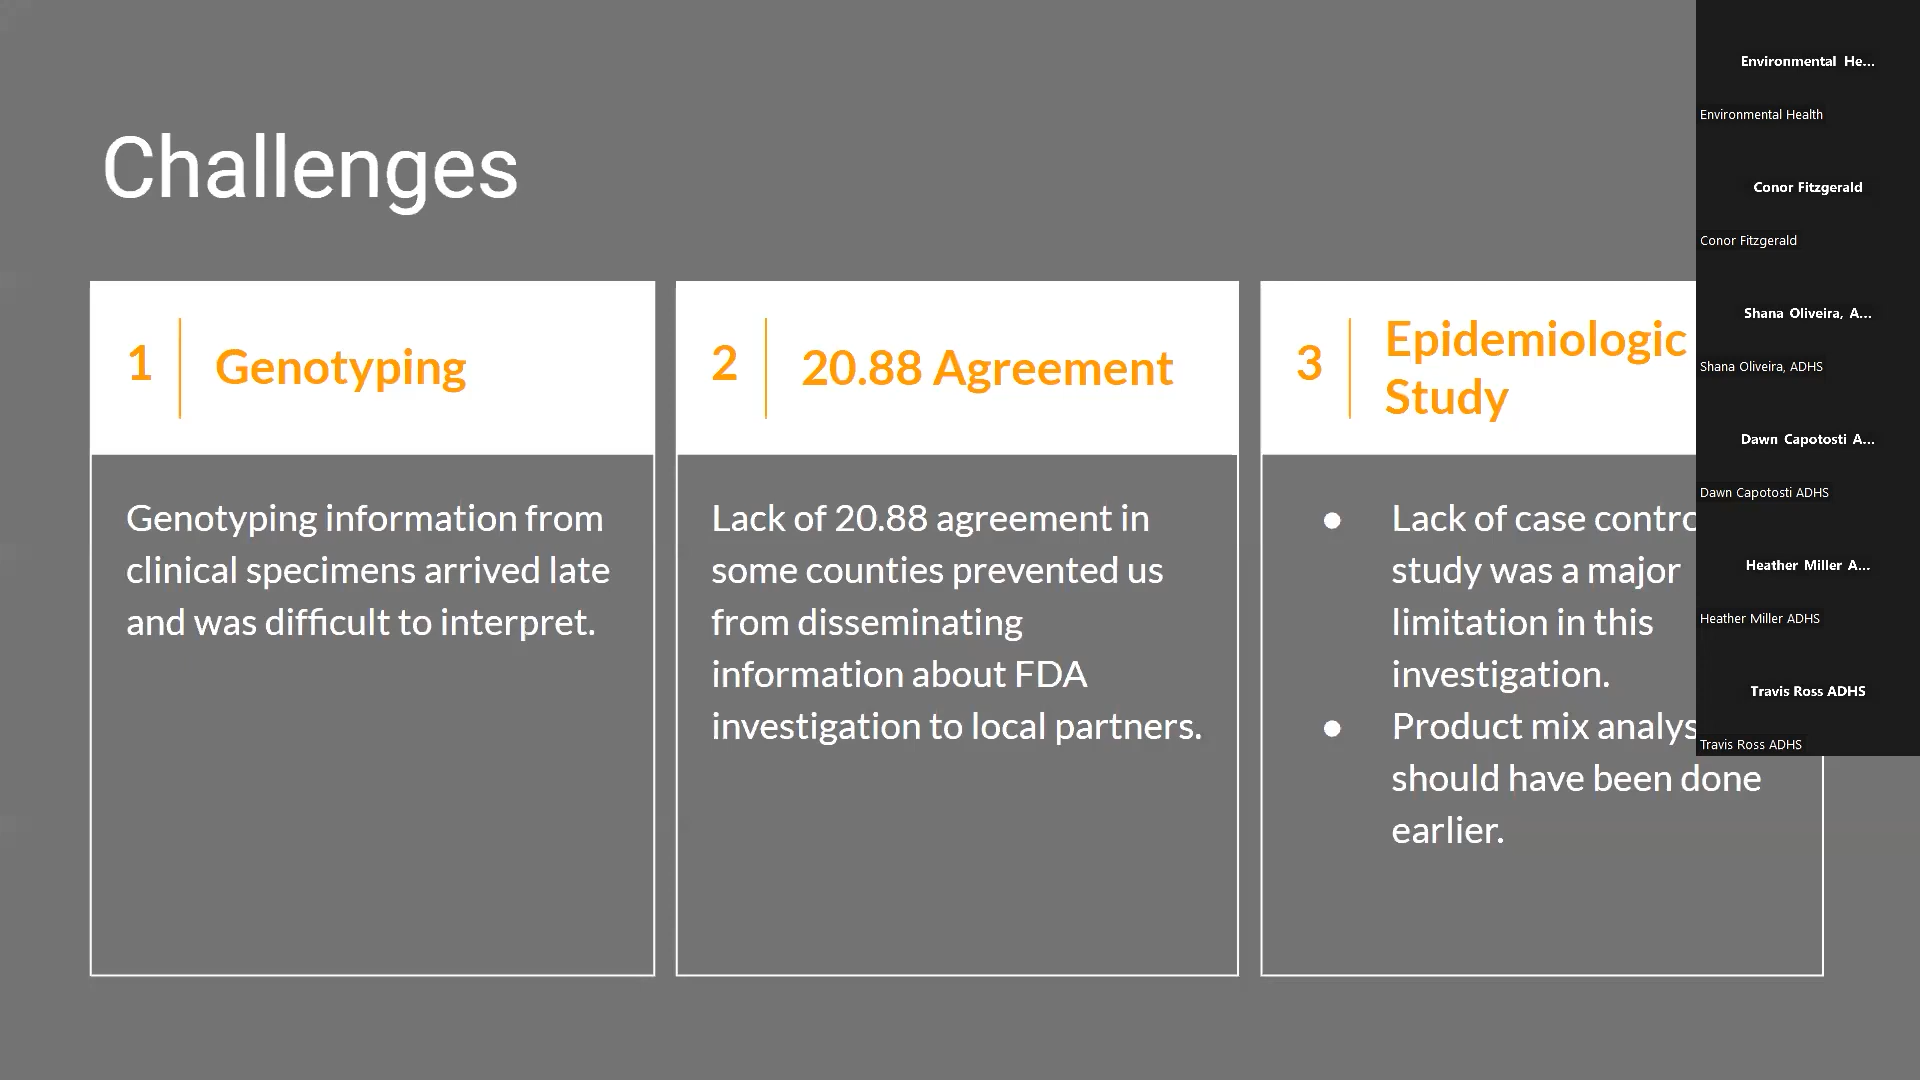 Challenges
1
Genotyping
Genotyping information from
clinical specimens arrived late
and was difficult to interpret.
2
20.88 Agreement
Lack of 20.88 agreement in
some counties prevented us
from disseminating
information about FDA
investigation to local partners.
3
Epidemiologic
Study
● Lack of case
study was a major
limitation in this
investigation.
● Product mix
should have been done
earlier.
Environmental He...
Environmental Health
Conor Fitzgerald
Conor Fitzgerald
Shana Oliveira, A...
Shana Oliveira, ADHS
Dawn Capotosti A...
Dawn Capotosti ADHS
Heather Miller A...
Heather Miller ADHS
Travis Ross ADHS
Travis Ross ADHS